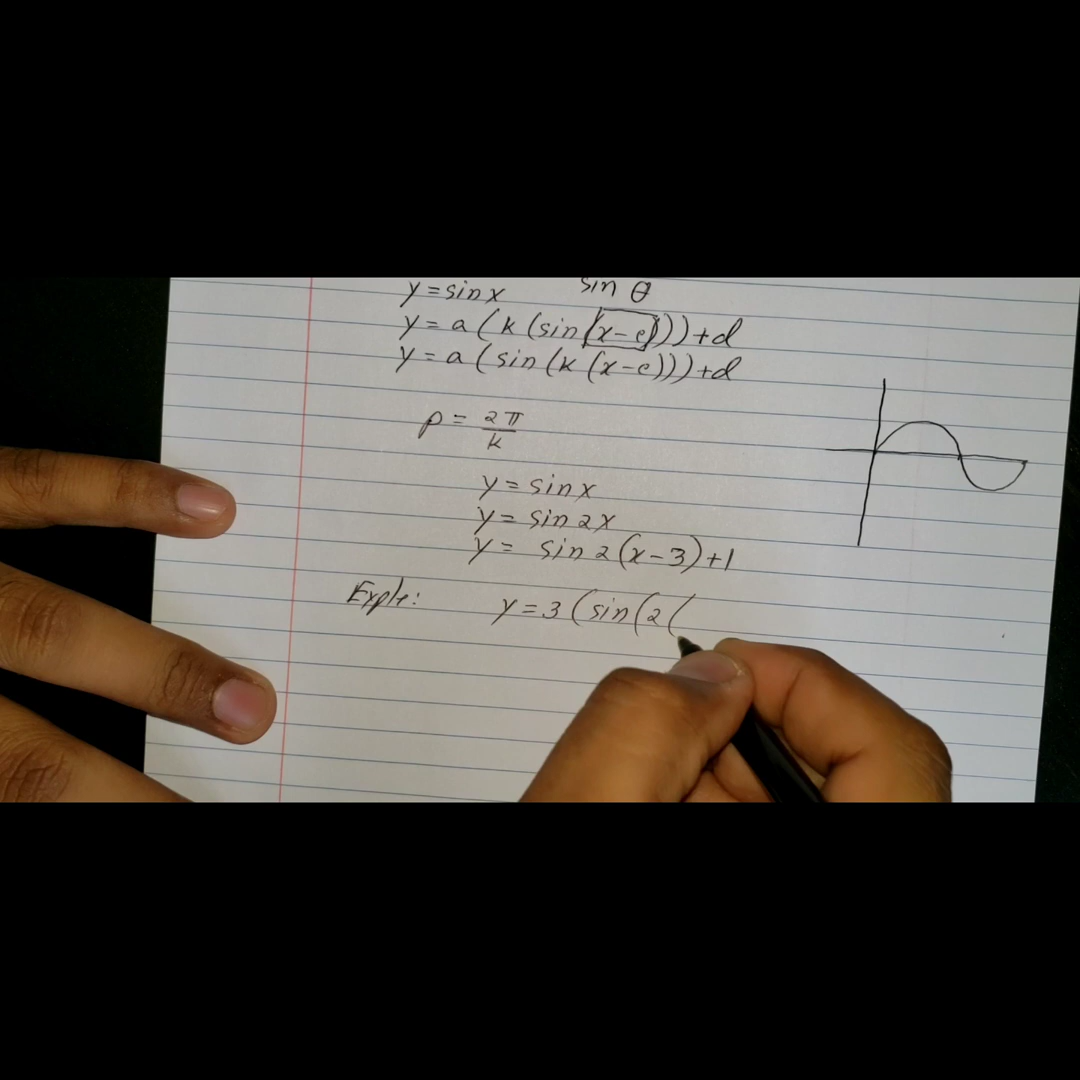 y = sin x sin θ
y = a ( k ( sin (x - c) ) ) + d
y = a ( sin ( k ( x - c ) ) ) + d
p = 2π/k
y = sin x
y = sin 2x
y = sin 2(x - 3) + 1
Exple: y = 3 ( sin ( 2 (